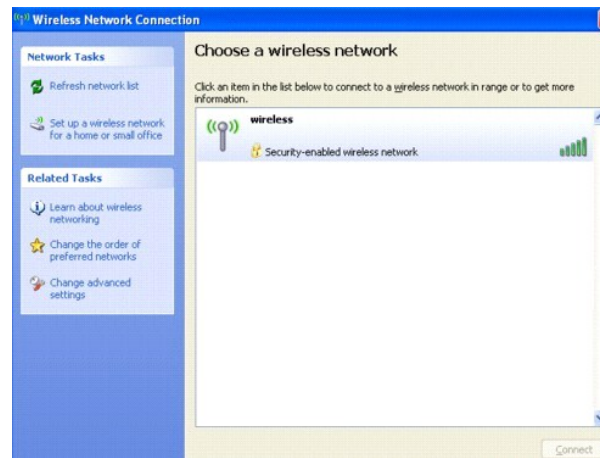 Wireless Network Connection
Network Tasks
Refresh network list
Set up a wireless network
for a home or small office
Related Tasks
Learn about wireless
networking
Change the order of
preferred networks
Change advanced
settings
Choose a wireless network
Click an item in the list below to connect to a wireless network in range or to get more
information.
wireless
Security-enabled wireless network
Connect